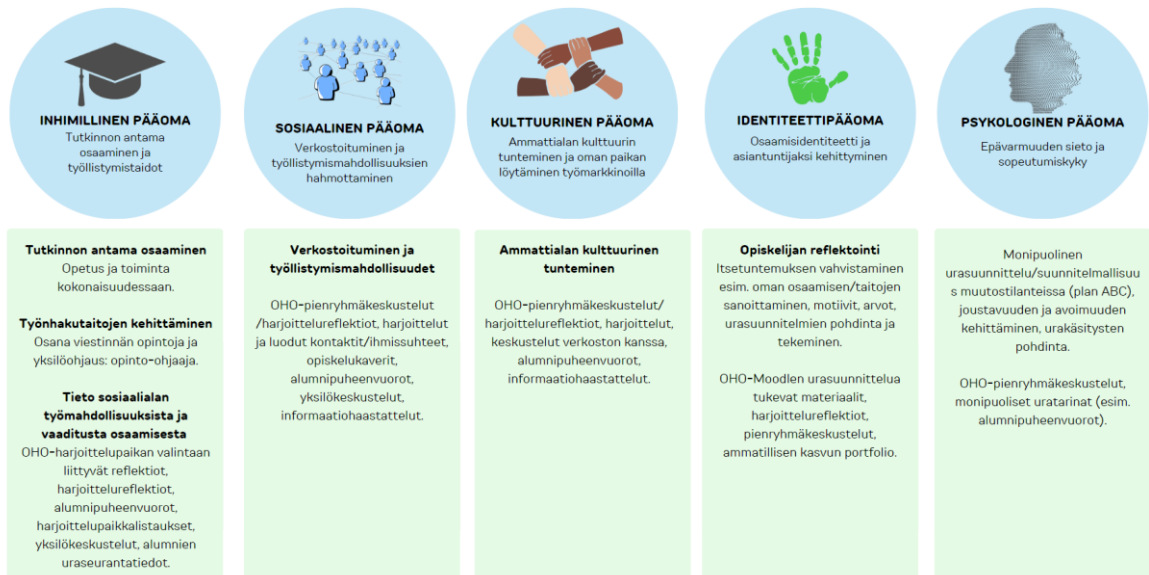 INHIMILLINEN PÄÄOMA
Tutkinnon antama
osaaminen ja
työllistymistaidot
SOSIAALINEN PÄÄOMA
Verkostoituminen ja
työllistymismahdollisuuksien
hahmottaminen
KULTTUURINEN PÄÄOMA
Ammattialan kulttuurin
tunteminen ja oman paikan
löytäminen työmarkkinoilla
IDENTITEETTIPÄÄOMA
Osaamisidentiteetti ja
asiantuntijaksi kehittyminen
PSYKOLOGINEN PÄÄOMA
Epävarmuuden sieto ja
sopeutumiskyky
Tutkinnon antama osaaminen
Opetus ja toiminta
kokonaisuudessaan.
Työnhakutaitojen kehittäminen
Osana viestinnän opintoja ja
yksilöohjaus: opinto-ohjaaja.
Tieto sosiaalialan
työmahdollisuuksista ja
vaaditusta osaamisesta
OHO-harjoittelupaikan valintaan
liittyvät reflektiot,
harjoittelureflektiot,
alumnipuheenvuorot,
harjoittelupaikkalistaukset,
yksilökeskustelut, alumnien
uraseurantatiedot.
Verkostoituminen ja
työllistymismahdollisuudet
OHO-pienryhmäkeskustelut
/harjoittelureflektiot, harjoittelut
ja luodut kontaktit/ihmissuhteet,
opiskelukaverit,
alumnipuheenvuorot,
yksilökeskustelut,
informaatiohaastattelut.
Ammattialan kulttuurinen
tunteminen
OHO-pienryhmäkeskustelut/
harjoittelureflektiot, harjoittelut,
keskustelut verkoston kanssa,
alumnipuheenvuorot,
informaatiohaastattelut.
Opiskelijan reflektointi
Itsetuntemuksen vahvistaminen
esim. oman osaamisen/taitojen
sanoittaminen, motiivit, arvot,
urasuunnitelmien pohdinta ja
tekeminen.
OHO-Moodlen urasuunnittelua
tukevat materiaalit,
harjoittelureflektiot,
pienryhmäkeskustelut,
ammatillisen kasvun portfolio.
Monipuolinen
urasuunnittelu/suunnitelmallisuu
s muutostilanteissa (plan ABC),
joustavuuden ja avoimuuden
kehittäminen, urakäsitysten
pohdinta.
OHO-pienryhmäkeskustelut,
monipuoliset uratarinat (esim.
alumnipuheenvuorot).